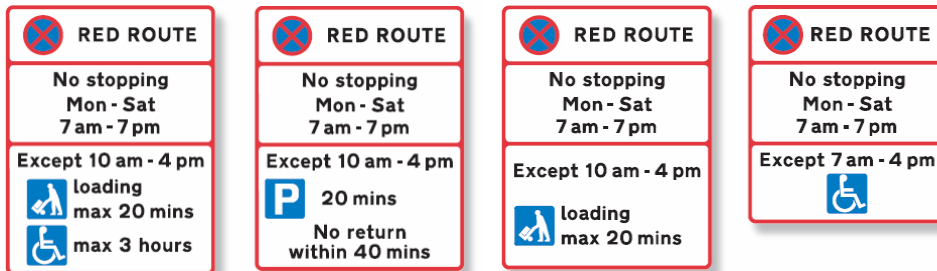 RED ROUTE
No stopping
Mon - Sat
7 am - 7 pm
Except 10 am - 4 pm
loading
max 20 mins
max 3 hours
RED ROUTE
No stopping
Mon - Sat
7 am - 7 pm
Except 10 am - 4 pm
P 20 mins
No return
within 40 mins
RED ROUTE
No stopping
Mon - Sat
7 am - 7 pm
Except 10 am - 4 pm
loading
max 20 mins
RED ROUTE
No stopping
Mon - Sat
7 am - 7 pm
Except 7 am - 4 pm